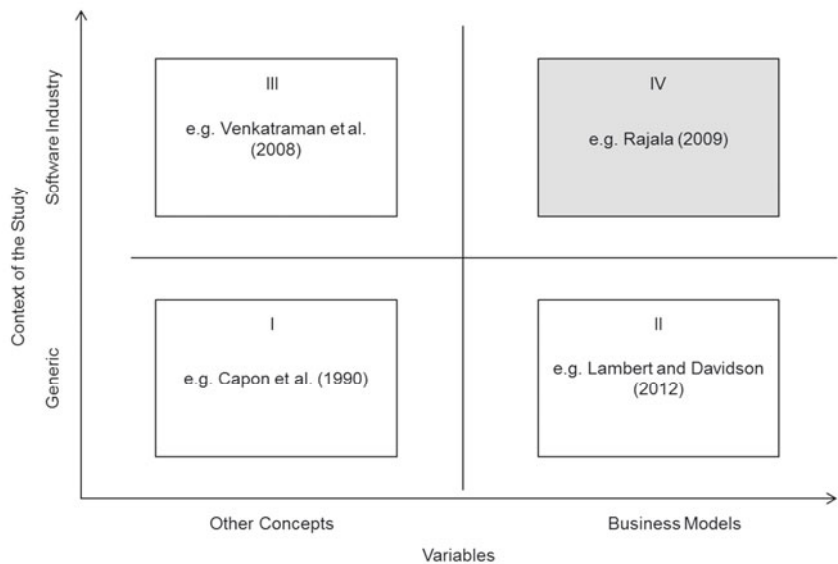 Context of the Study
Software Industry
Generic
III
e.g. Venkatraman et al.
(2008)
IV
e.g. Rajala (2009)
I
e.g. Capon et al. (1990)
II
e.g. Lambert and Davidson
(2012)
Other Concepts
Business Models
Variables